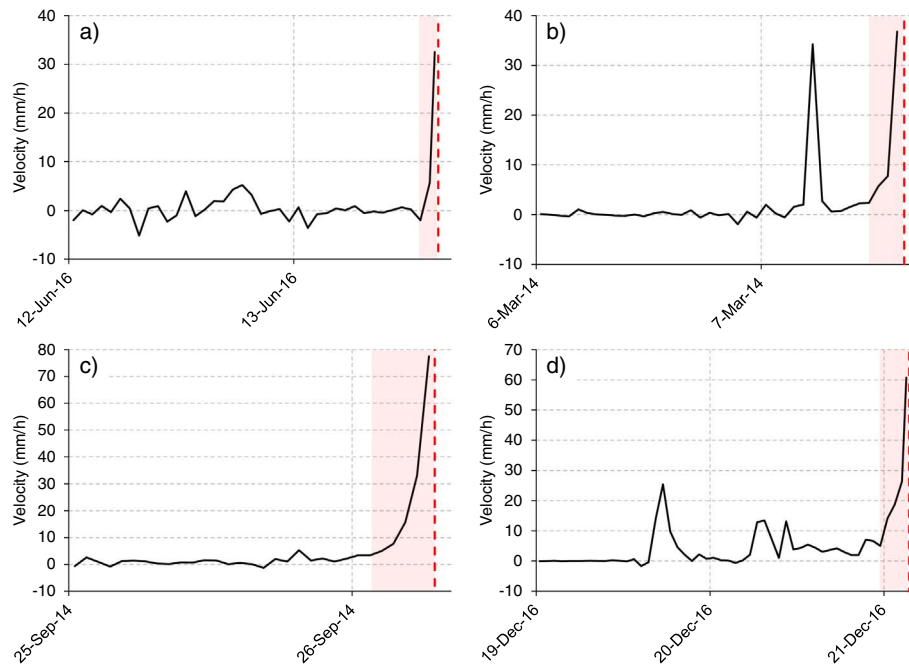 a)
Velocity (mm/h)
40
30
20
10
0
-10
12-Jun-16
13-Jun-16
b)
Velocity (mm/h)
40
30
20
10
0
-10
6-Mar-14
7-Mar-14
c)
Velocity (mm/h)
80
70
60
50
40
30
20
10
0
-10
25-Sep-14
26-Sep-14
d)
Velocity (mm/h)
70
60
50
40
30
20
10
0
-10
19-Dec-16
20-Dec-16
21-Dec-16